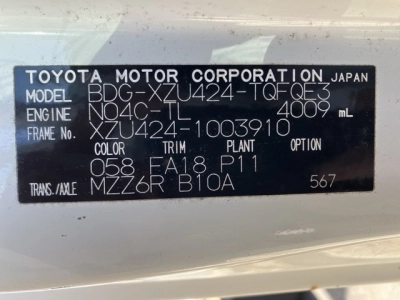 TOYOTA MOTOR CORPORATION JAPAN
MODEL BDG-XZU424-TQFQE3
ENGINE N04C-TL 4009 mL
FRAME No. XZU424-1003910
COLOR TRIM PLANT OPTION
058 FA18 P11
TRANS./AXLE MZZ6R B10A 567